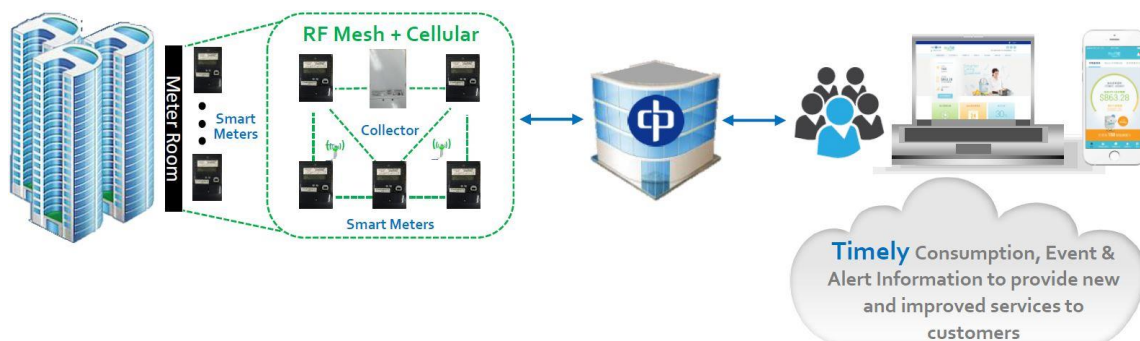 RF Mesh + Cellular
Meter Room
Smart
Meters
Collector
Smart Meters
$863.28
Timely Consumption, Event &
Alert Information to provide new
and improved services to
customers